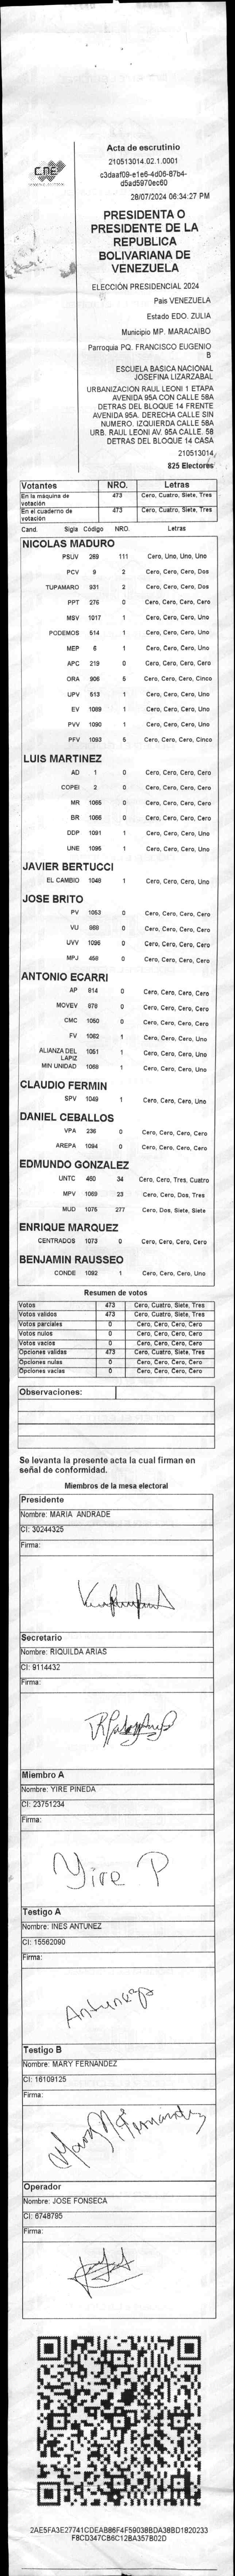 CNE
Acta de escrutinio
210513014.02.1.0001
c3daaf09-e1e6-4d06-87b4-
d5ad5970ec60
28/07/2024 06:34:27 PM
PRESIDENTA O
PRESIDENTE DE LA
REPUBLICA
BOLIVARIANA DE
VENEZUELA
ELECCIÓN PRESIDENCIAL 2024
Pais VENEZUELA
Estado EDO. ZULIA
Municipio MP. MARACAIBO
Parroquia PQ. FRANCISCO EUGENIO
B
ESCUELA BASICA NACIONAL
JOSEFINA LIZARZABAL
URBANIZACION RAUL LEONI 1 ETAPA
AVENIDA 95A CON CALLE 58A
DETRAS DEL BLOQUE 14 FRENTE
AVENIDA 95A. DERECHA CALLE SIN
NUMERO. IZQUIERDA CALLE 58A
URB. RAUL LEONI AV. 95A CALLE. 58
DETRAS DEL BLOQUE 14 CASA
210513014
825 Electores
Votantes NRO. Letras
En la máquina de votación 473 Cero, Cuatro, Siete, Tres
En el cuaderno de votación 473 Cero, Cuatro, Siete, Tres
Cand. Sigla Código NRO. Letras
NICOLAS MADURO
PSUV 269 111 Cero, Uno, Uno, Uno
PCV 9 2 Cero, Cero, Cero, Dos
TUPAMARO 931 2 Cero, Cero, Cero, Dos
PPT 276 0 Cero, Cero, Cero, Cero
MSV 1017 1 Cero, Cero, Cero, Uno
PODEMOS 514 1 Cero, Cero, Cero, Uno
MEP 6 1 Cero, Cero, Cero, Uno
APC 219 0 Cero, Cero, Cero, Cero
ORA 906 5 Cero, Cero, Cero, Cinco
UPV 513 1 Cero, Cero, Cero, Uno
EV 1089 1 Cero, Cero, Cero, Uno
PVV 1090 1 Cero, Cero, Cero, Uno
PFV 1093 5 Cero, Cero, Cero, Cinco
LUIS MARTINEZ
AD 1 0 Cero, Cero, Cero, Cero
COPEI 2 0 Cero, Cero, Cero, Cero
MR 1065 0 Cero, Cero, Cero, Cero
BR 1066 0 Cero, Cero, Cero, Cero
DDP 1091 1 Cero, Cero, Cero, Uno
UNE 1095 1 Cero, Cero, Cero, Uno
JAVIER BERTUCCI
EL CAMBIO 1048 1 Cero, Cero, Cero, Uno
JOSE BRITO
PV 1053 0 Cero, Cero, Cero, Cero
VU 868 0 Cero, Cero, Cero, Cero
UVV 1096 0 Cero, Cero, Cero, Cero
MPJ 458 0 Cero, Cero, Cero, Cero
ANTONIO ECARRI
AP 814 0 Cero, Cero, Cero, Cero
MOVEV 878 0 Cero, Cero, Cero, Cero
CMC 1050 0 Cero, Cero, Cero, Cero
FV 1062 1 Cero, Cero, Cero, Uno
ALIANZA DEL LAPIZ 1051 1 Cero, Cero, Cero, Uno
MIN UNIDAD 1068 1 Cero, Cero, Cero, Uno
CLAUDIO FERMIN
SPV 1049 1 Cero, Cero, Cero, Uno
DANIEL CEBALLOS
VPA 236 0 Cero, Cero, Cero, Cero
AREPA 1094 0 Cero, Cero, Cero, Cero
EDMUNDO GONZALEZ
UNTC 460 34 Cero, Cero, Tres, Cuatro
MPV 1069 23 Cero, Cero, Dos, Tres
MUD 1075 277 Cero, Dos, Siete, Siete
ENRIQUE MARQUEZ
CENTRADOS 1073 0 Cero, Cero, Cero, Cero
BENJAMIN RAUSSEO
CONDE 1092 1 Cero, Cero, Cero, Uno
Resumen de votos
Votos 473 Cero, Cuatro, Siete, Tres
Votos validos 473 Cero, Cuatro, Siete, Tres
Votos parciales 0 Cero, Cero, Cero, Cero
Votos nulos 0 Cero, Cero, Cero, Cero
Votos vacios 0 Cero, Cero, Cero, Cero
Opciones validas 473 Cero, Cuatro, Siete, Tres
Opciones nulas 0 Cero, Cero, Cero, Cero
Opciones vacias 0 Cero, Cero, Cero, Cero
Observaciones:
Se levanta la presente acta la cual firman en
señal de conformidad.
Miembros de la mesa electoral
Presidente
Nombre: MARIA ANDRADE
CI: 30244325
Firma:
Secretario
Nombre: RIQUILDA ARIAS
CI: 9114432
Firma:
Miembro A
Nombre: YIRE PINEDA
CI: 23751234
Firma:
Yire P
Testigo A
Nombre: INES ANTUNEZ
CI: 15562090
Firma:
Antunez
Testigo B
Nombre: MARY FERNANDEZ
CI: 16109125
Firma:
Mary M Fernandez
Operador
Nombre: JOSE FONSECA
CI: 6748795
Firma:
2AE5FA3E27741CDEAB86F4F59038BDA38BD1820233
F8CD347CB6C12BA357B02D